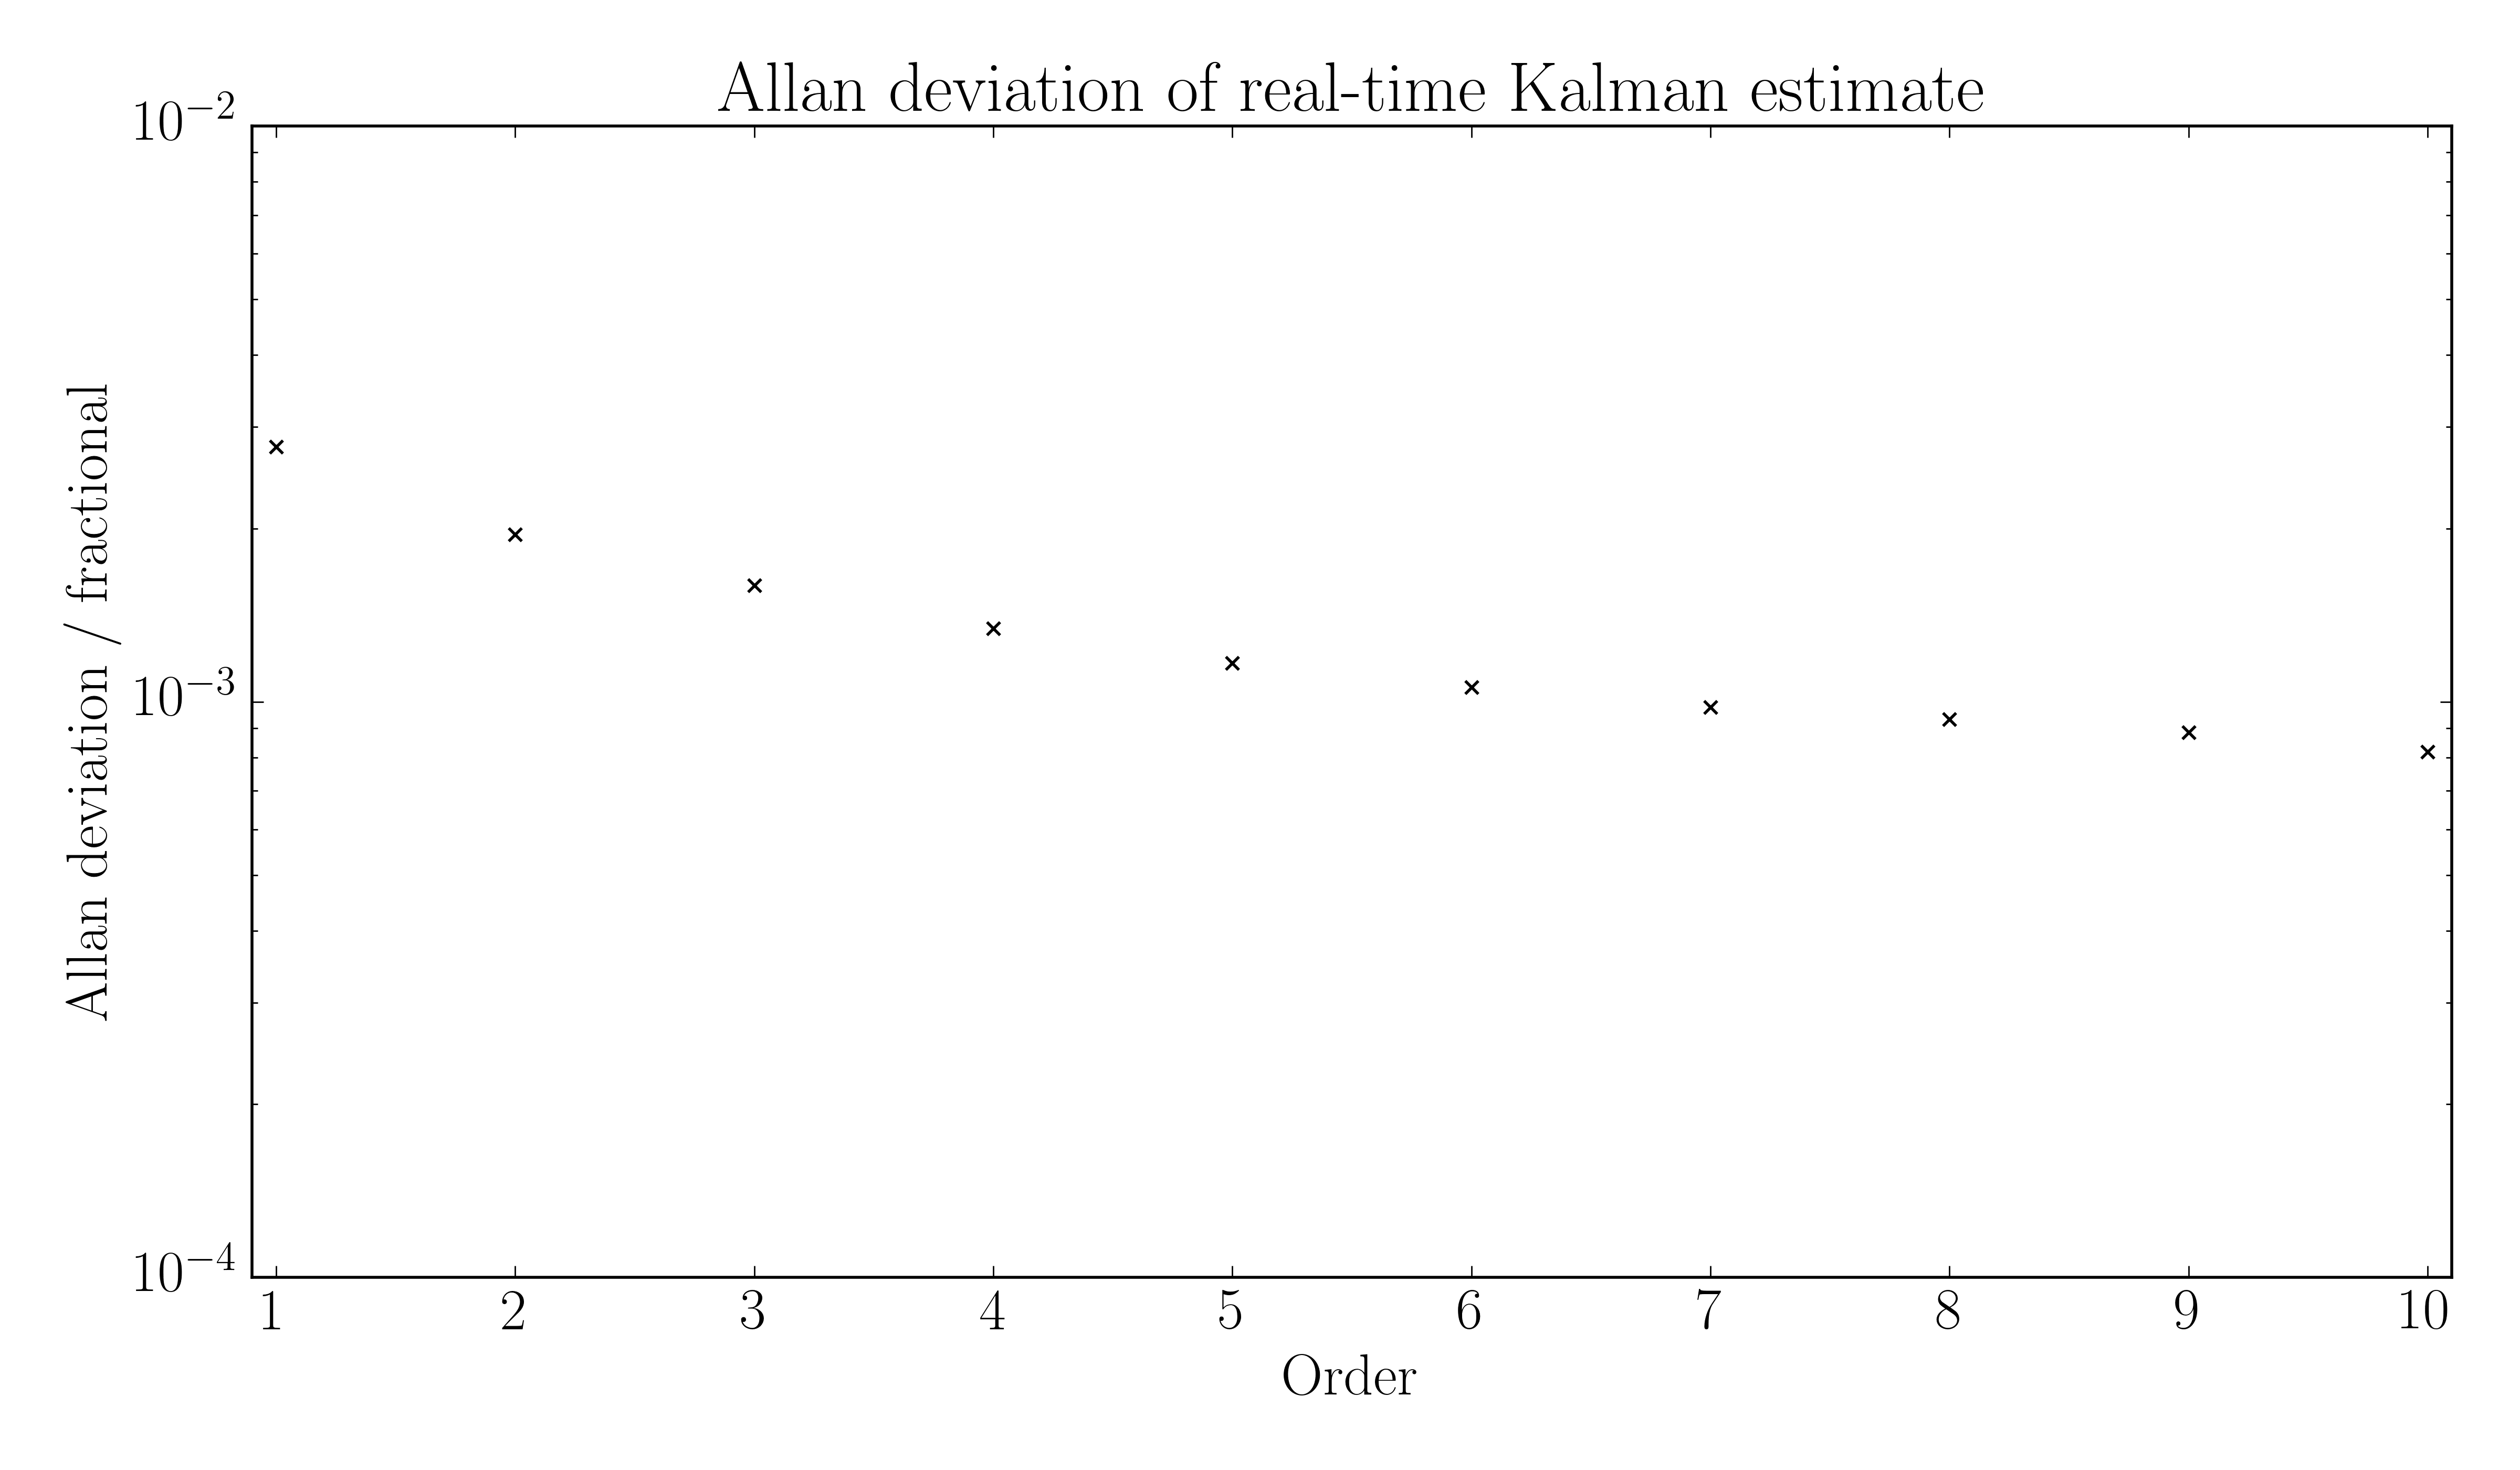 Allan deviation of real-time Kalman estimate
Allan deviation / fractional
10⁻²
10⁻³
10⁻⁴
1 2 3 4 5 6 7 8 9 10
Order